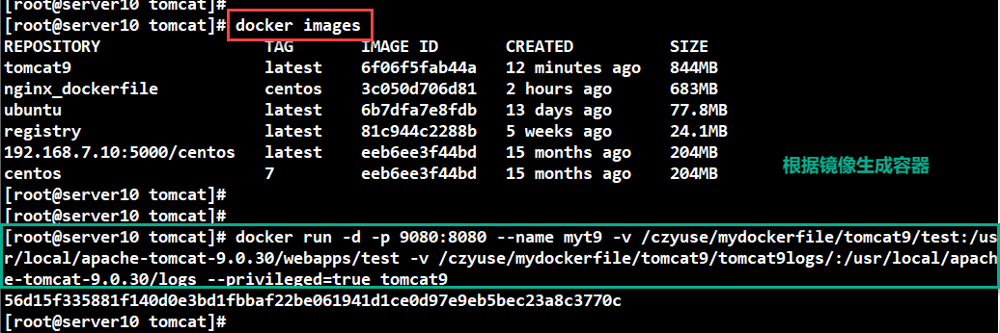 [root@server10 tomcat]#
[root@server10 tomcat]# docker images
REPOSITORY TAG IMAGE ID CREATED SIZE
tomcat9 latest 6f06f5fab44a 12 minutes ago 844MB
nginx_dockerfile centos 3c050d706d81 2 hours ago 683MB
ubuntu latest 6b7dfa7e8fdb 13 days ago 77.8MB
registry latest 81c944c2288b 5 weeks ago 24.1MB
192.168.7.10:5000/centos latest eeb6ee3f44bd 15 months ago 204MB
centos 7 eeb6ee3f44bd 15 months ago 204MB
根据镜像生成容器
[root@server10 tomcat]#
[root@server10 tomcat]#
[root@server10 tomcat]# docker run -d -p 9080:8080 --name myt9 -v /czyuse/mydockerfile/tomcat9/test:/us
r/local/apache-tomcat-9.0.30/webapps/test -v /czyuse/mydockerfile/tomcat9/tomcat9logs/:/usr/local/apach
e-tomcat-9.0.30/logs --privileged=true tomcat9
56d15f335881f140d0e3bd1fbbaf22be061941d1ce0d97e9eb5bec23a8c3770c
[root@server10 tomcat]#